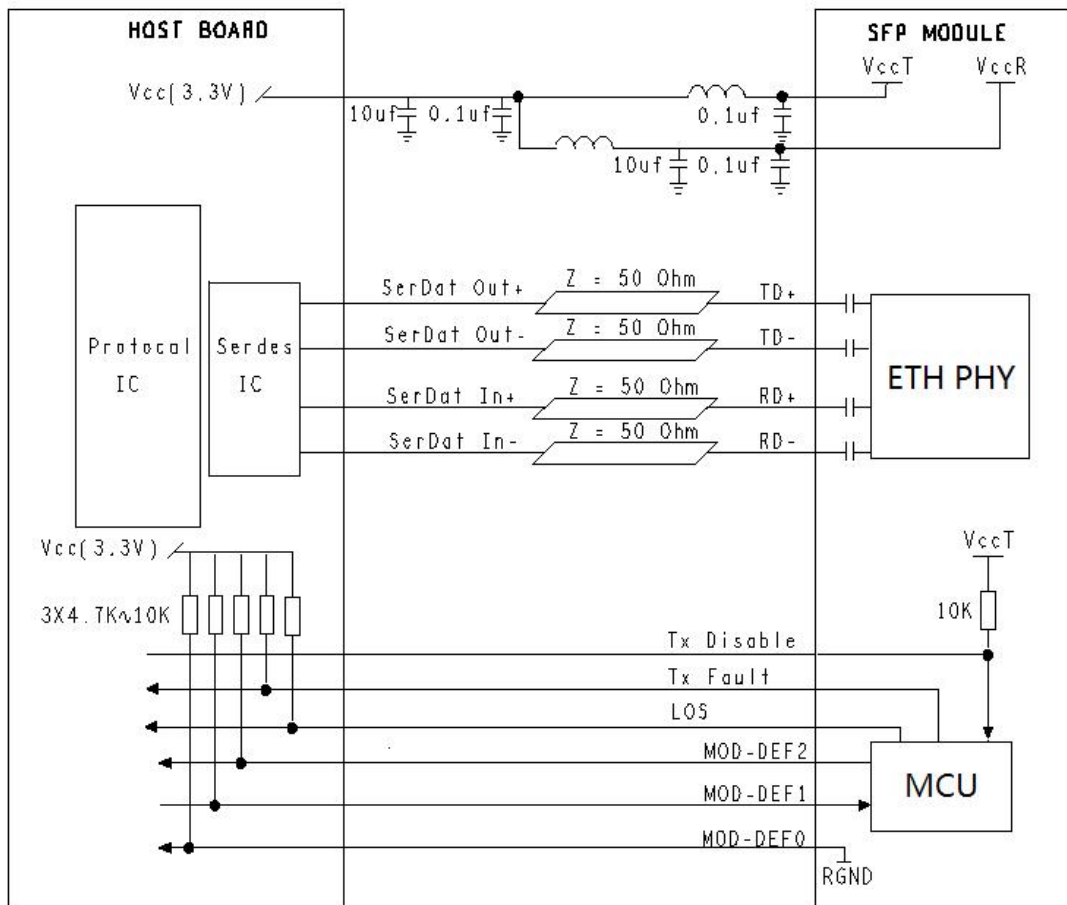 HOST BOARD
SFP MODULE
VccT
VccR
Vcc(3.3V)
10uf
0.1uf
0.1uf
10uf
0.1uf
Protocal
IC
Serdes
IC
SerDat Out+
Z = 50 Ohm
TD+
SerDat Out-
Z = 50 Ohm
TD-
SerDat In+
Z = 50 Ohm
RD+
SerDat In-
Z = 50 Ohm
RD-
ETH PHY
Vcc(3.3V)
3X4.7K~10K
VccT
10K
Tx Disable
Tx Fault
LOS
MOD-DEF2
MOD-DEF1
MOD-DEF0
MCU
RGND